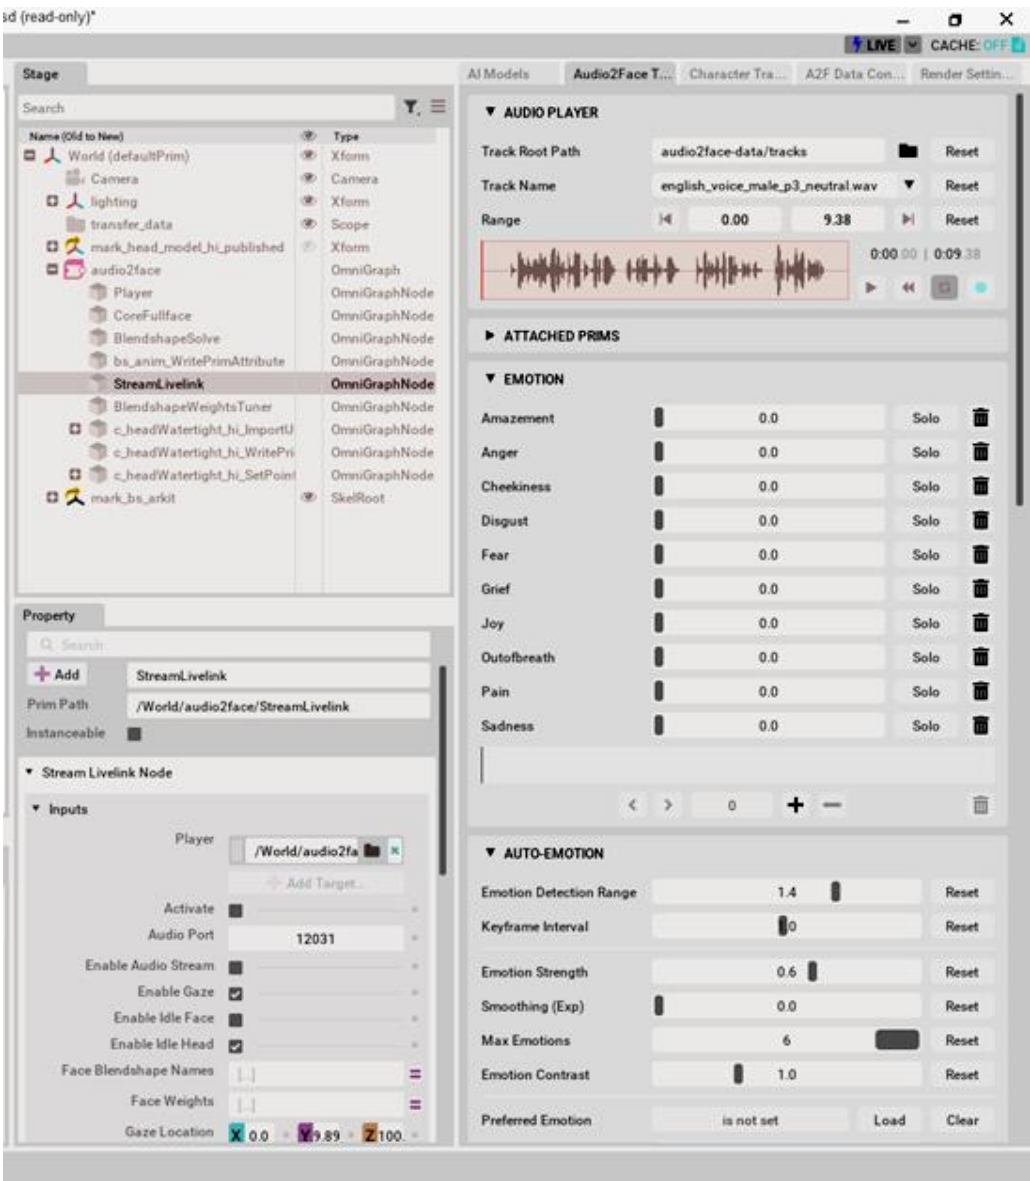 sd (read-only)*
LIVE CACHE: OFF
Stage
Search
Name (Old to New) Type
World (defaultPrim) Xform
Camera Camera
lighting Xform
transfer_data Scope
mark_head_model_hi_published Xform
audio2face OmniGraph
Player OmniGraphNode
CoreFullface OmniGraphNode
BlendshapeSolve OmniGraphNode
bs_anim_WritePrimAttribute OmniGraphNode
StreamLivelink OmniGraphNode
BlendshapeWeightsTuner OmniGraphNode
c_headWatertight_hi_ImportU OmniGraphNode
c_headWatertight_hi_WritePri OmniGraphNode
c_headWatertight_hi_SetPoint OmniGraphNode
mark_bs_arkit SkelRoot
Property
Search
Add StreamLivelink
Prim Path /World/audio2face/StreamLivelink
Instanceable
Stream Livelink Node
Inputs
Player /World/audio2fa
Add Target...
Activate
Audio Port 12031
Enable Audio Stream
Enable Gaze
Enable Idle Face
Enable Idle Head
Face Blendshape Names [...]
Face Weights [...]
Gaze Location X 0.0 Y 9.89 Z 100.
AI Models Audio2Face T... Character Tra... A2F Data Con... Render Settin...
AUDIO PLAYER
Track Root Path audio2face-data/tracks Reset
Track Name english_voice_male_p3_neutral.wav Reset
Range 0.00 9.38 Reset
0:00.00 | 0:09.38
ATTACHED PRIMS
EMOTION
Amazement 0.0 Solo
Anger 0.0 Solo
Cheekiness 0.0 Solo
Disgust 0.0 Solo
Fear 0.0 Solo
Grief 0.0 Solo
Joy 0.0 Solo
Outofbreath 0.0 Solo
Pain 0.0 Solo
Sadness 0.0 Solo
< > 0 + −
AUTO-EMOTION
Emotion Detection Range 1.4 Reset
Keyframe Interval 1.0 Reset
Emotion Strength 0.6 Reset
Smoothing (Exp) 0.0 Reset
Max Emotions 6 Reset
Emotion Contrast 1.0 Reset
Preferred Emotion is not set Load Clear